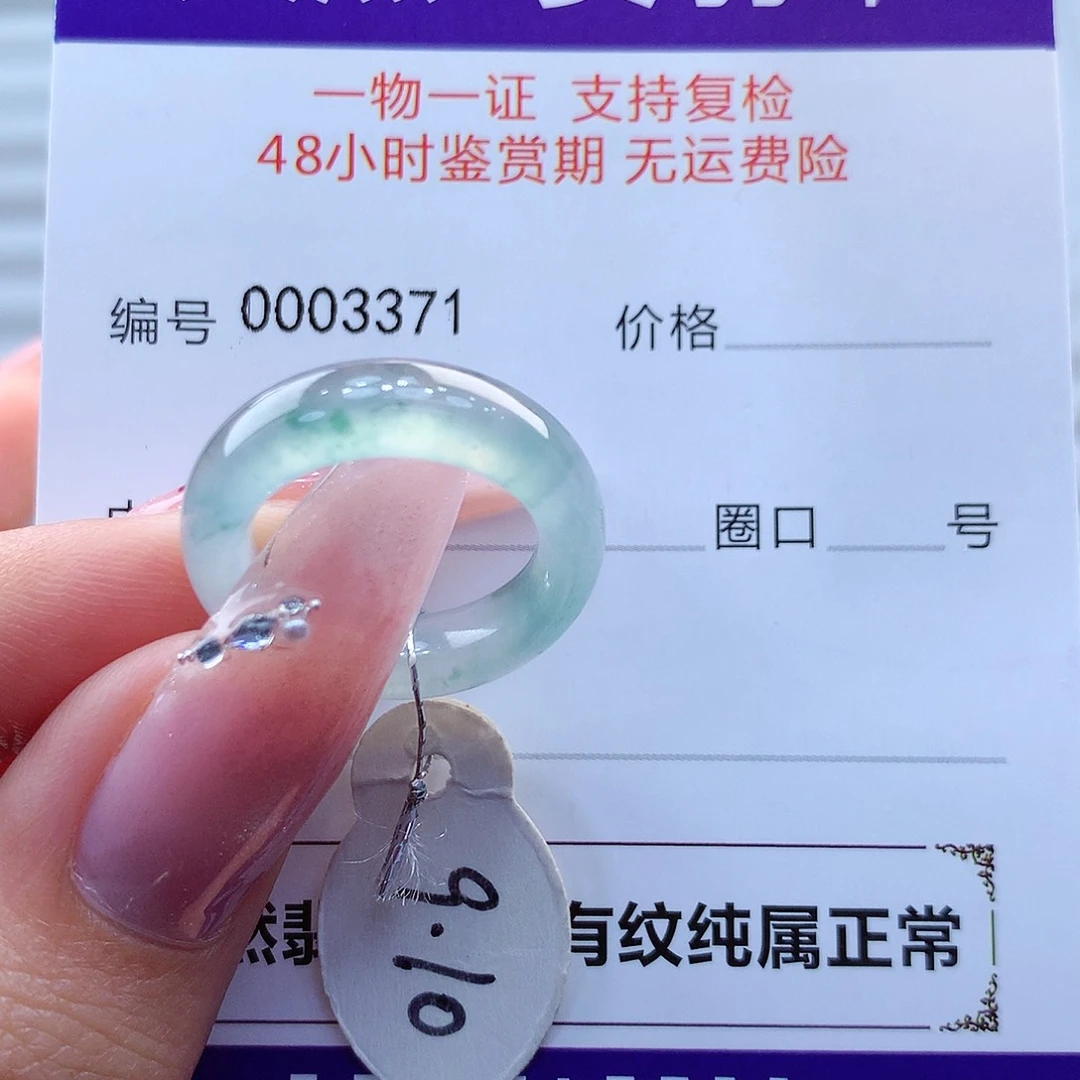 一物一证 支持复检
48小时鉴赏期 无运费险
编号 0003371 价格
圈口 号
有纹纯属正常
9.10